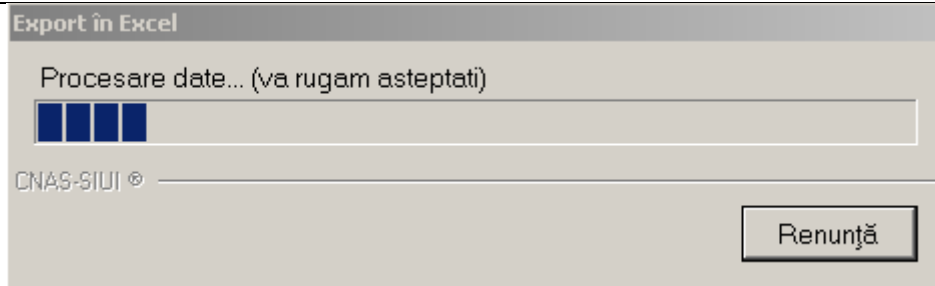 Export în Excel
Procesare date... (va rugam asteptati)
CNAS-SIUI ®
Renunţă